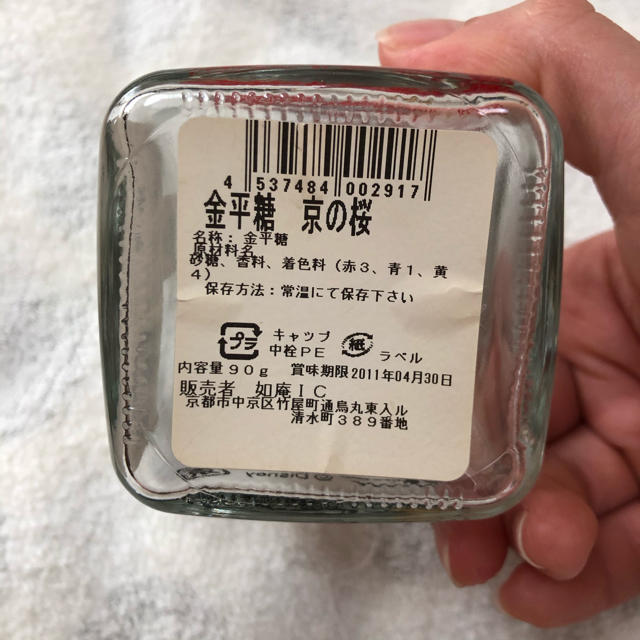 4 537484 002917
金平糖 京の桜
名称:金平糖
原材料名
砂糖、香料、着色料(赤3、青1、黄
4)
保存方法:常温にて保存下さい
プラ
キャップ
中栓PE
紙
ラベル
内容量90g 賞味期限2011年04月30日
販売者 如庵IC
京都市中京区竹屋町通烏丸東入ル
清水町389番地
© Disney